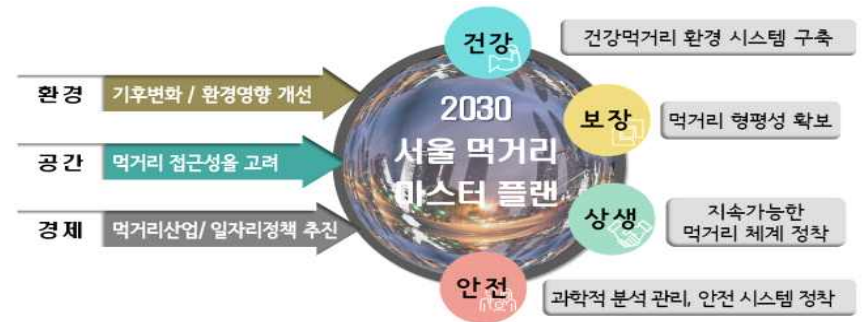 환경
기후변화 / 환경영향 개선
공간
먹거리 접근성을 고려
경제
먹거리산업/ 일자리정책 추진
2030
서울 먹거리
마스터 플랜
건강
건강먹거리 환경 시스템 구축
보장
먹거리 형평성 확보
상생
지속가능한
먹거리 체계 정착
안전
과학적 분석 관리, 안전 시스템 정착